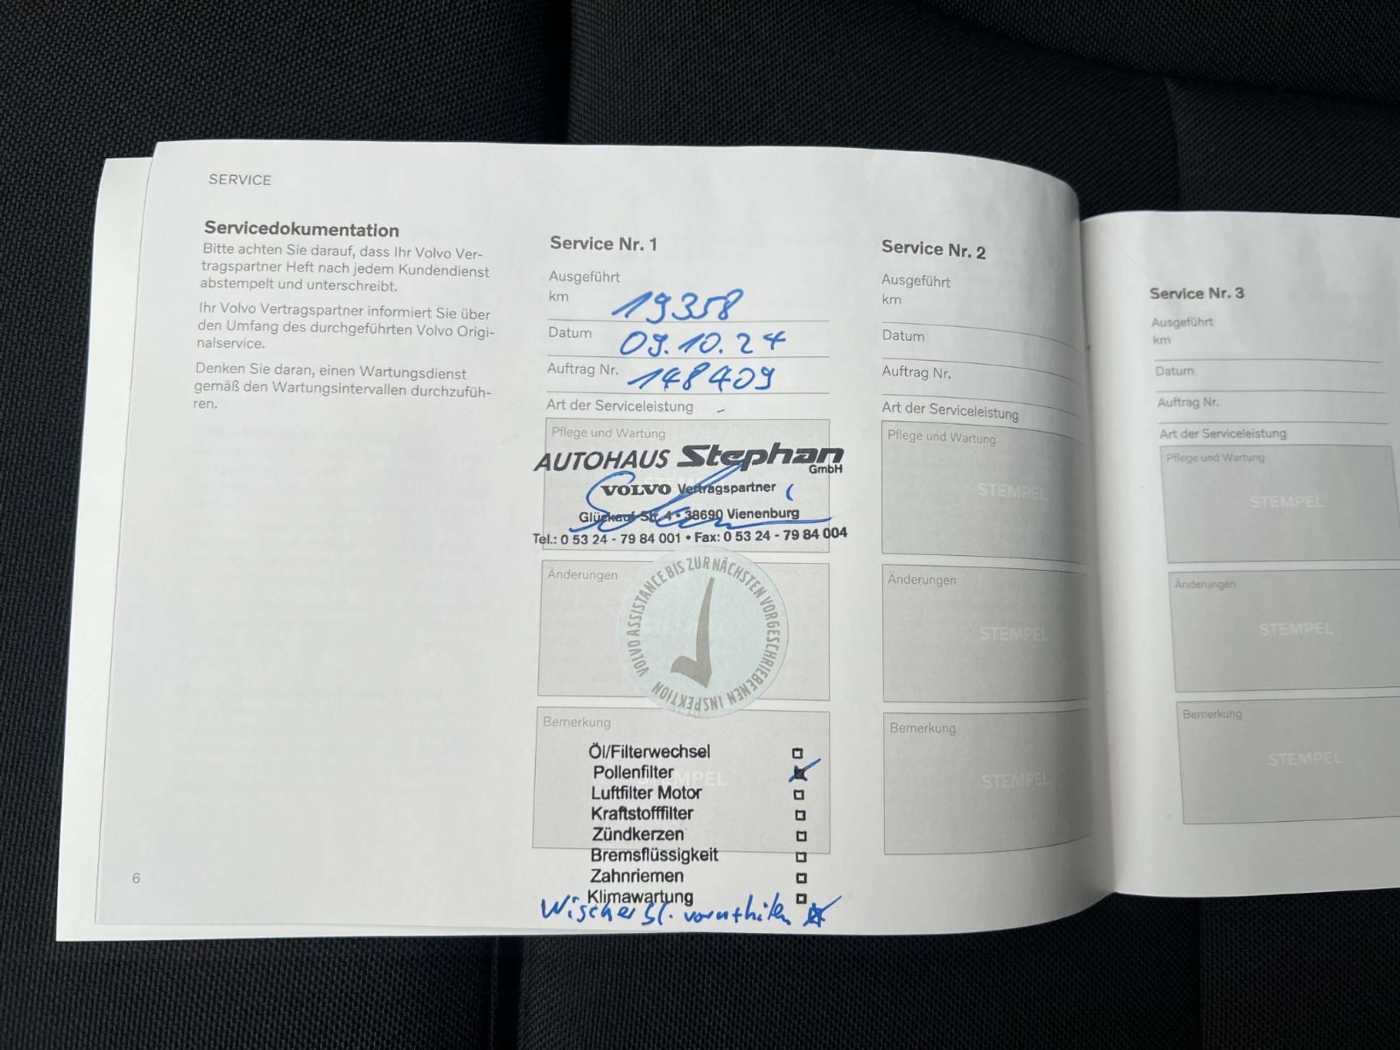 SERVICE
Servicedokumentation
Bitte achten Sie darauf, dass Ihr Volvo Ver-
tragspartner Heft nach jedem Kundendienst
abstempelt und unterschreibt.
Ihr Volvo Vertragspartner informiert Sie über
den Umfang des durchgeführten Volvo Origi-
nalservice.
Denken Sie daran, einen Wartungsdienst
gemäß den Wartungsintervallen durchzufüh-
ren.
6
Service Nr. 1
Ausgeführt
km 19358
Datum 09.10.24
Auftrag Nr. 148409
Art der Serviceleistung
Pflege und Wartung
AUTOHAUS Stephan
GmbH
VOLVO Vertragspartner
Glückauf Str. 4 • 38690 Vienenburg
Tel.: 0 53 24 - 79 84 001 • Fax: 0 53 24 - 79 84 004
Änderungen
VOLVO ASSISTANCE BIS ZUR NÄCHSTEN VORGESCHRIEBENEN INSPEKTION
Bemerkung
STEMPEL
Öl/Filterwechsel
Pollenfilter
Luftfilter Motor
Kraftstofffilter
Zündkerzen
Bremsflüssigkeit
Zahnriemen
Klimawartung
Service Nr. 2
Ausgeführt
km
Datum
Auftrag Nr.
Art der Serviceleistung
Pflege und Wartung
STEMPEL
Änderungen
STEMPEL
Bemerkung
STEMPEL
Service Nr. 3
Ausgeführt
km
Datum
Auftrag Nr.
Art der Serviceleistung
Pflege und Wartung
STEMPEL
Änderungen
STEMPEL
Bemerkung
STEMPEL